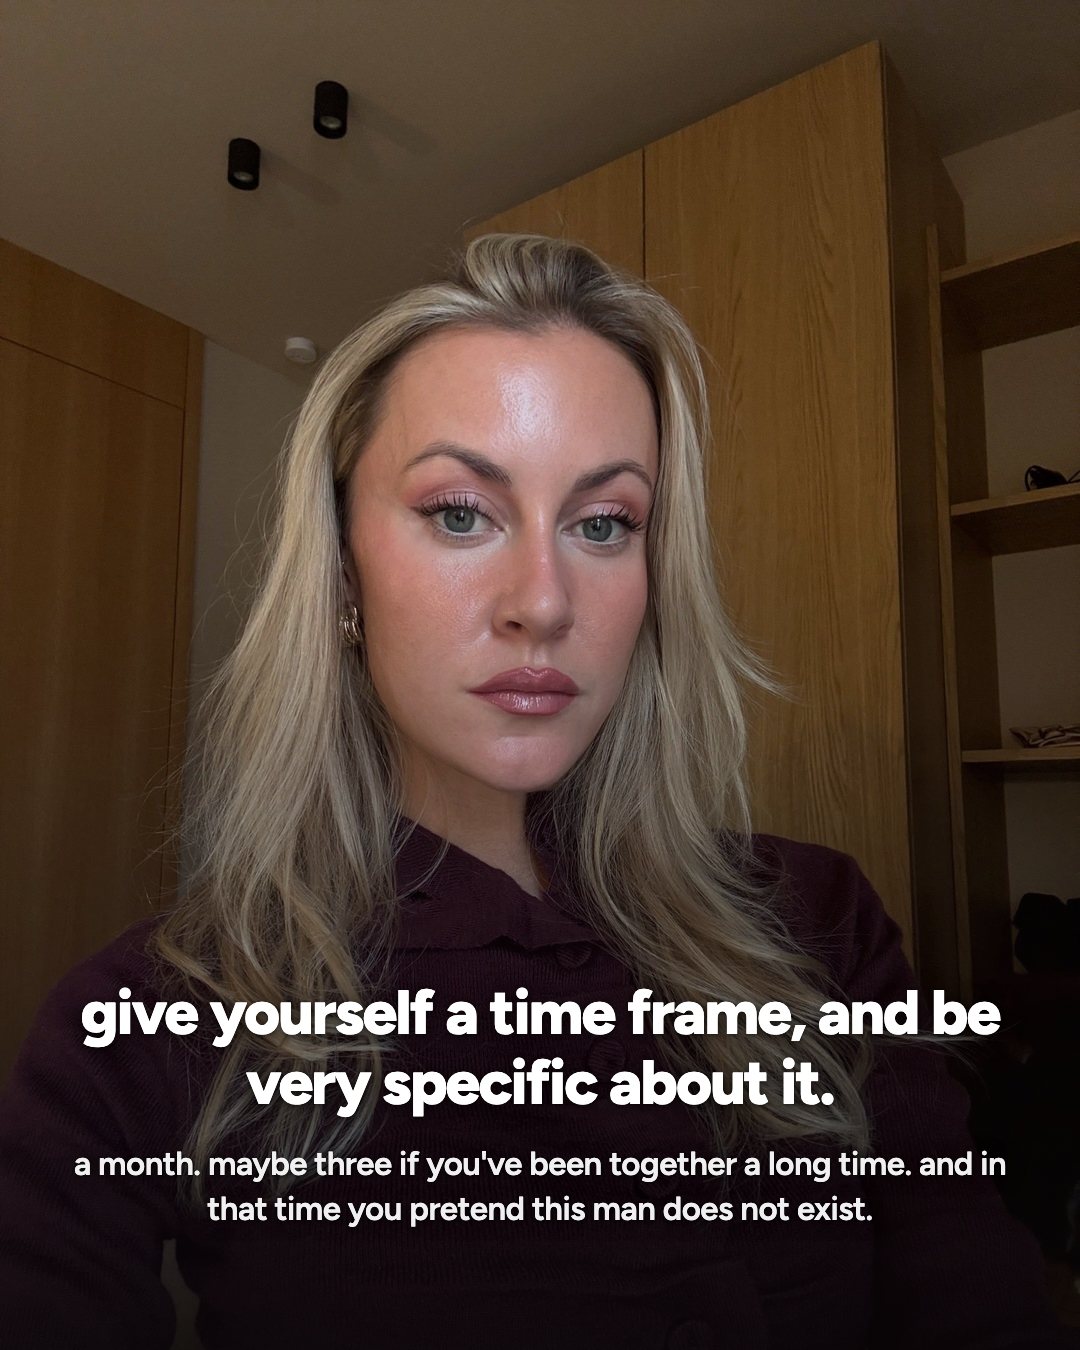 give yourself a time frame, and be
very specific about it.
a month. maybe three if you've been together a long time. and in
that time you pretend this man does not exist.